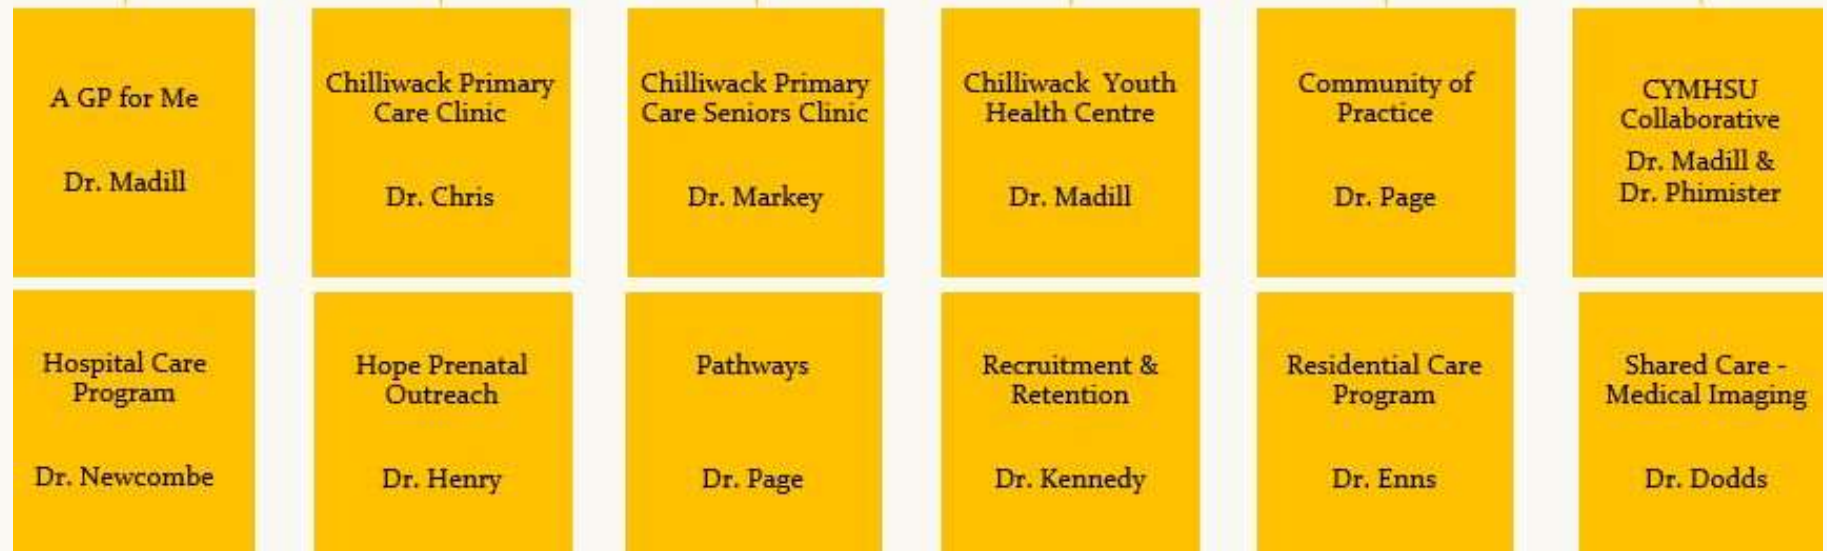 A GP for Me
Dr. Madill
Chilliwack Primary
Care Clinic
Dr. Chris
Chilliwack Primary
Care Seniors Clinic
Dr. Markey
Chilliwack Youth
Health Centre
Dr. Madill
Community of
Practice
Dr. Page
CYMHSU
Collaborative
Dr. Madill &
Dr. Phimister
Hospital Care
Program
Dr. Newcombe
Hope Prenatal
Outreach
Dr. Henry
Pathways
Dr. Page
Recruitment &
Retention
Dr. Kennedy
Residential Care
Program
Dr. Enns
Shared Care -
Medical Imaging
Dr. Dodds